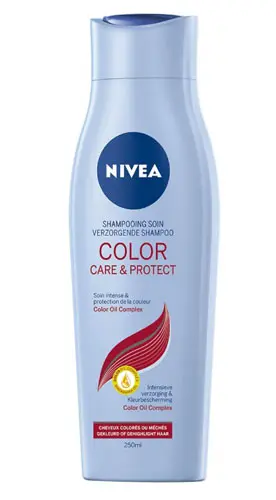 NIVEA
SHAMPOOING SOIN
VERZORGENDE SHAMPOO
COLOR
CARE & PROTECT
Soin intense &
protection de la couleur
Color Oil Complex
Intensieve
verzorging &
Kleurbescherming
Color Oil Complex
CHEVEUX COLORÉS OU MÉCHÉS
GEKLEURD OF GEHIGHLIGHT HAAR
250ml